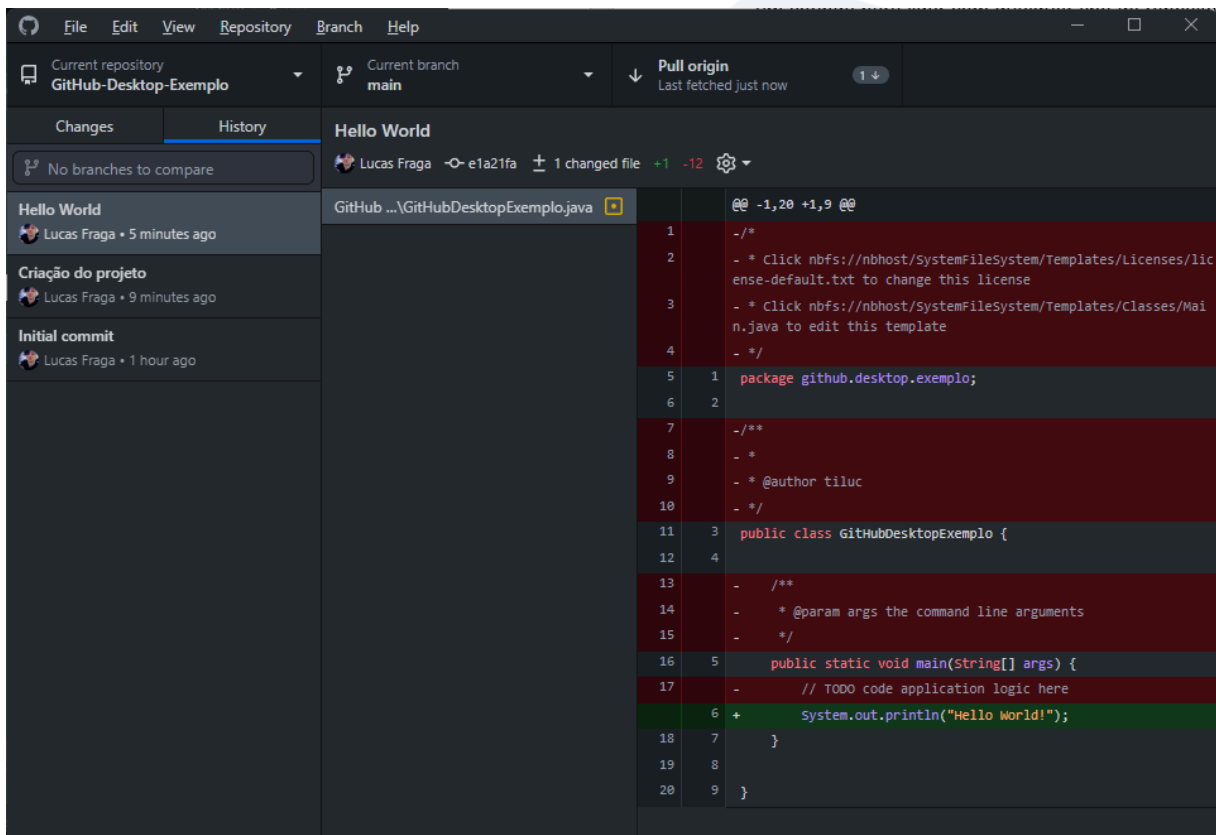 File Edit View Repository Branch Help
Current repository
GitHub-Desktop-Exemplo
Current branch
main
Pull origin
Last fetched just now
1
Changes History
No branches to compare
Hello World
Lucas Fraga • 5 minutes ago
Criação do projeto
Lucas Fraga • 9 minutes ago
Initial commit
Lucas Fraga • 1 hour ago
Hello World
Lucas Fraga e1a21fa 1 changed file +1 -12
GitHub ...\GitHubDesktopExemplo.java
@@ -1,20 +1,9 @@
1 -/*
2 - * Click nbfs://nbhost/SystemFileSystem/Templates/Licenses/lic
ense-default.txt to change this license
3 - * Click nbfs://nbhost/SystemFileSystem/Templates/Classes/Mai
n.java to edit this template
4 - */
5 1 package github.desktop.exemplo;
6 2
7 -/**
8 - *
9 - * @author tiluc
10 - */
11 3 public class GitHubDesktopExemplo {
12 4
13 - /**
14 - * @param args the command line arguments
15 - */
16 5 public static void main(String[] args) {
17 - // TODO code application logic here
6 + System.out.println("Hello World!");
18 7 }
19 8
20 9 }